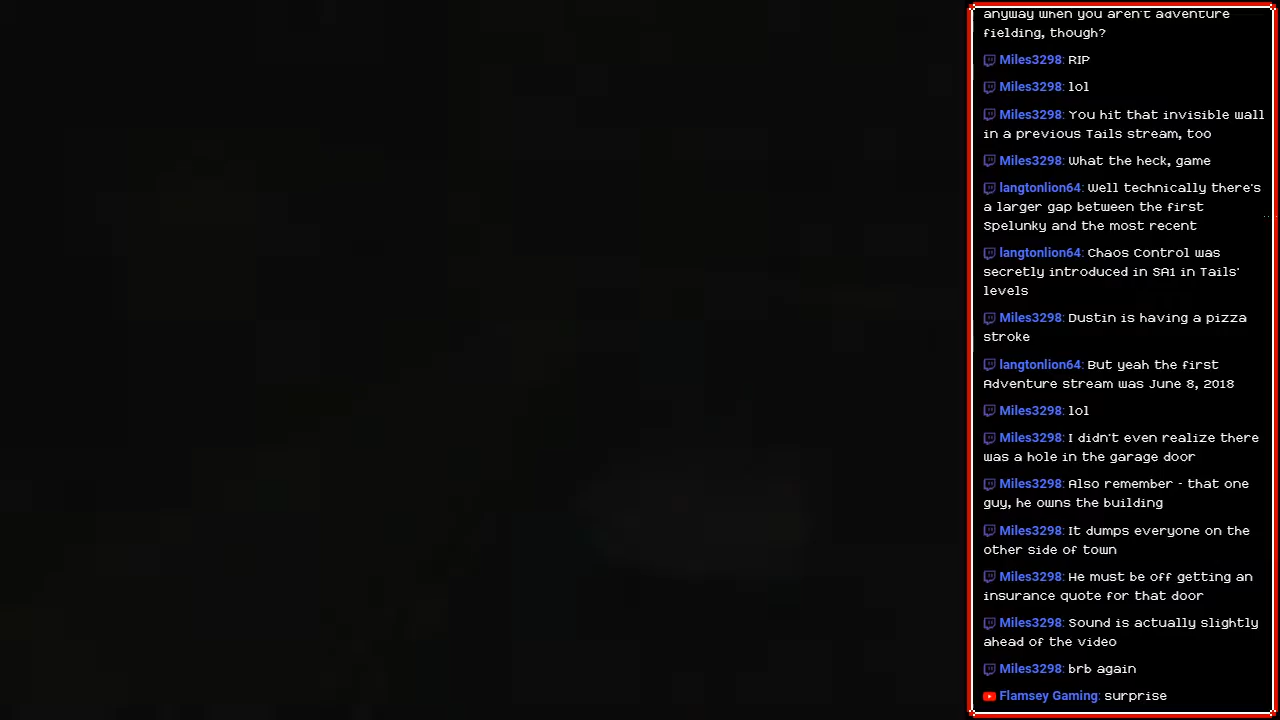 anyway when you aren't adventure
fielding, though?
Miles3298: RIP
Miles3298: lol
Miles3298: You hit that invisible wall
in a previous Tails stream, too
Miles3298: What the heck, game
langtonlion64: Well technically there's
a larger gap between the first
Spelunky and the most recent
langtonlion64: Chaos Control was
secretly introduced in SA1 in Tails'
levels
Miles3298: Dustin is having a pizza
stroke
langtonlion64: But yeah the first
Adventure stream was June 8, 2018
Miles3298: lol
Miles3298: I didn't even realize there
was a hole in the garage door
Miles3298: Also remember - that one
guy, he owns the building
Miles3298: It dumps everyone on the
other side of town
Miles3298: He must be off getting an
insurance quote for that door
Miles3298: Sound is actually slightly
ahead of the video
Miles3298: brb again
Flamsey Gaming: surprise